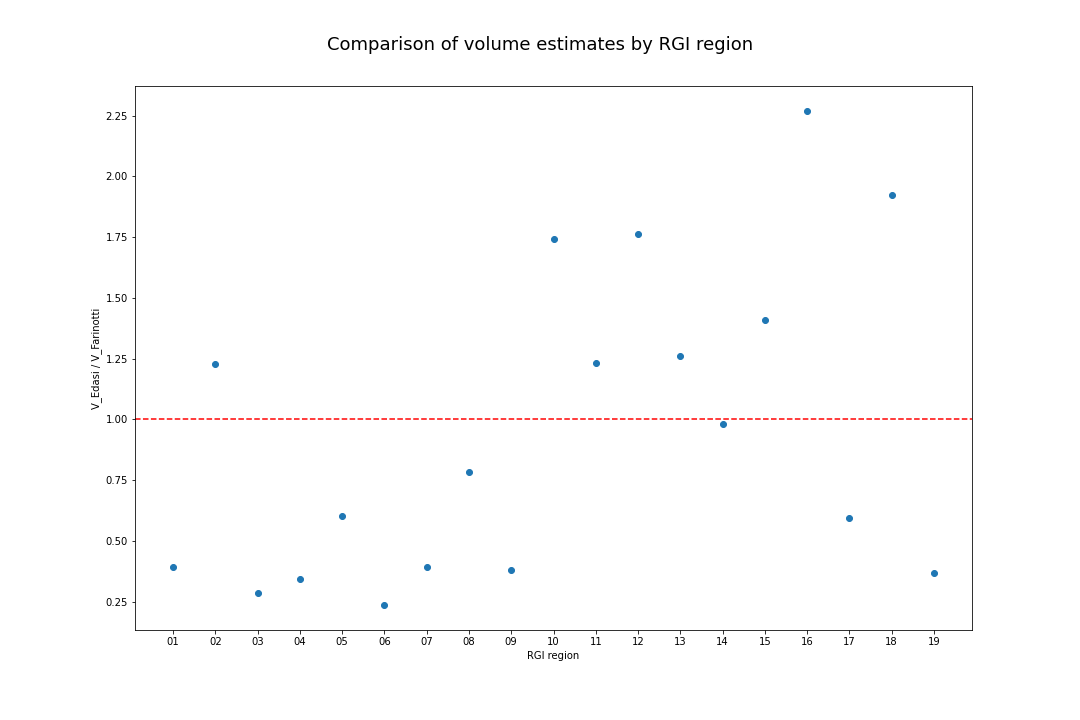 Comparison of volume estimates by RGI region
V_Edasi / V_Farinotti
2.25
2.00
1.75
1.50
1.25
1.00
0.75
0.50
0.25
01 02 03 04 05 06 07 08 09 10 11 12 13 14 15 16 17 18 19
RGI region